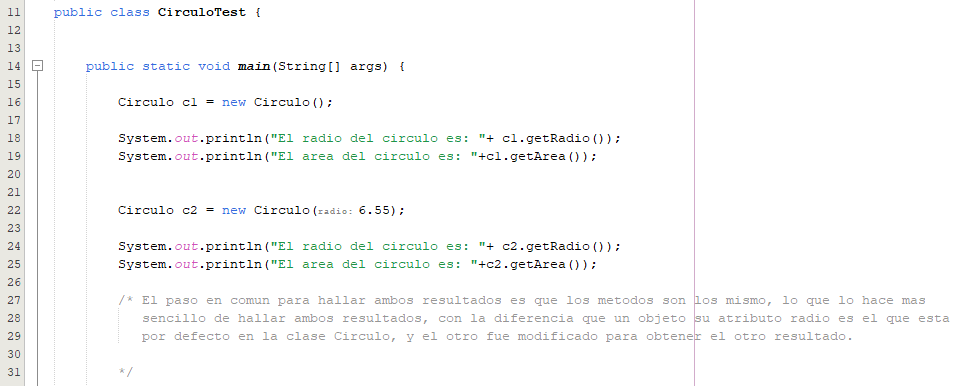 11 public class CirculoTest {
12
13
14 public static void main(String[] args) {
15
16 Circulo c1 = new Circulo();
17
18 System.out.println("El radio del circulo es: "+ c1.getRadio());
19 System.out.println("El area del circulo es: "+c1.getArea());
20
21
22 Circulo c2 = new Circulo(radio: 6.55);
23
24 System.out.println("El radio del circulo es: "+ c2.getRadio());
25 System.out.println("El area del circulo es: "+c2.getArea());
26
27 /* El paso en comun para hallar ambos resultados es que los metodos son los mismo, lo que lo hace mas
28 sencillo de hallar ambos resultados, con la diferencia que un objeto su atributo radio es el que esta
29 por defecto en la clase Circulo, y el otro fue modificado para obtener el otro resultado.
30
31 */